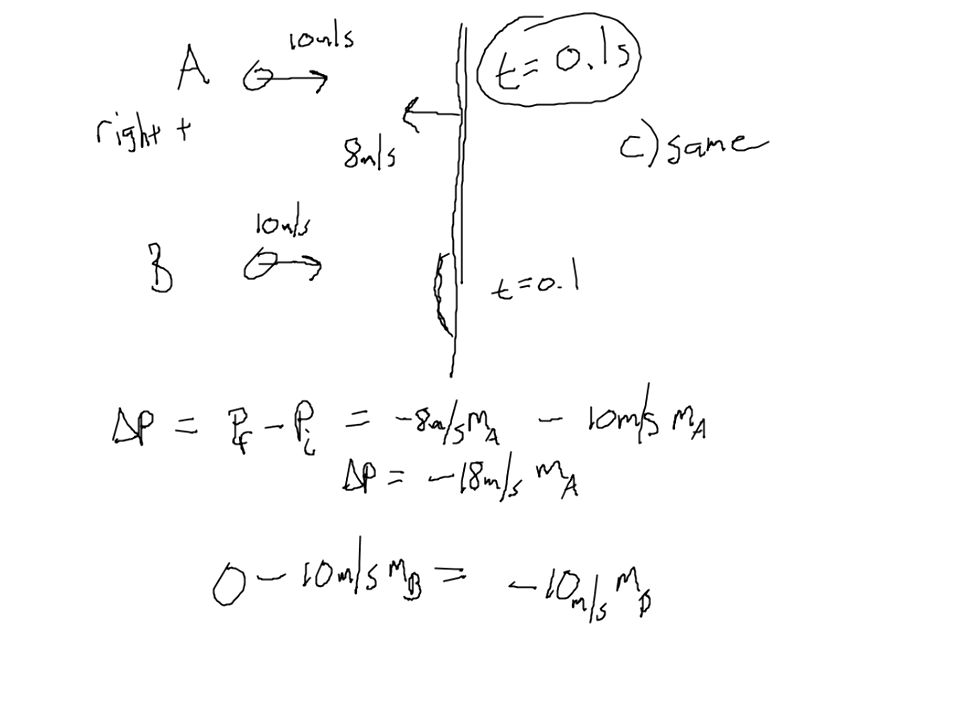 10m/s
A
t = 0.1s
right +
8m/s
c) same
10m/s
B
t = 0.1
ΔP = Pf - Pi = -8m/s mA - 10m/s mA
ΔP = -18m/s mA
0 - 10m/s mB = -10m/s mB